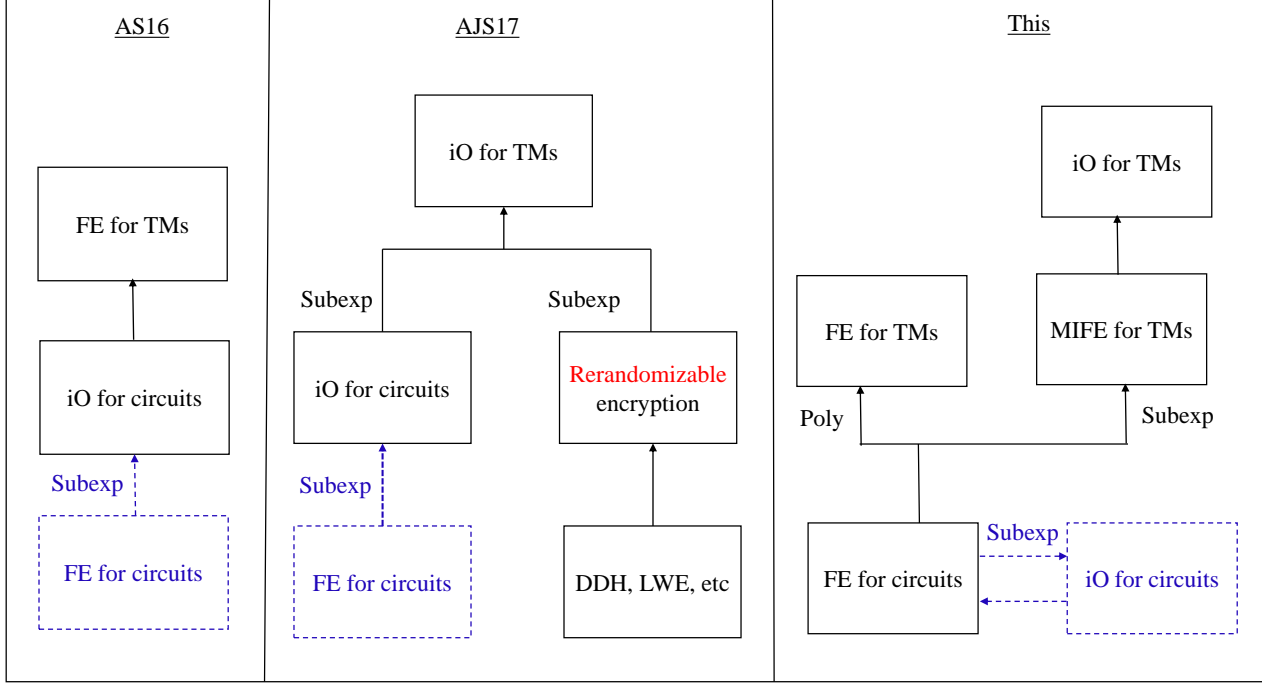 AS16
FE for TMs
iO for circuits
Subexp
FE for circuits
AJS17
iO for TMs
Subexp
Subexp
iO for circuits
Rerandomizable
encryption
Subexp
FE for circuits
DDH, LWE, etc
This
iO for TMs
FE for TMs
MIFE for TMs
Poly
Subexp
FE for circuits
Subexp
iO for circuits